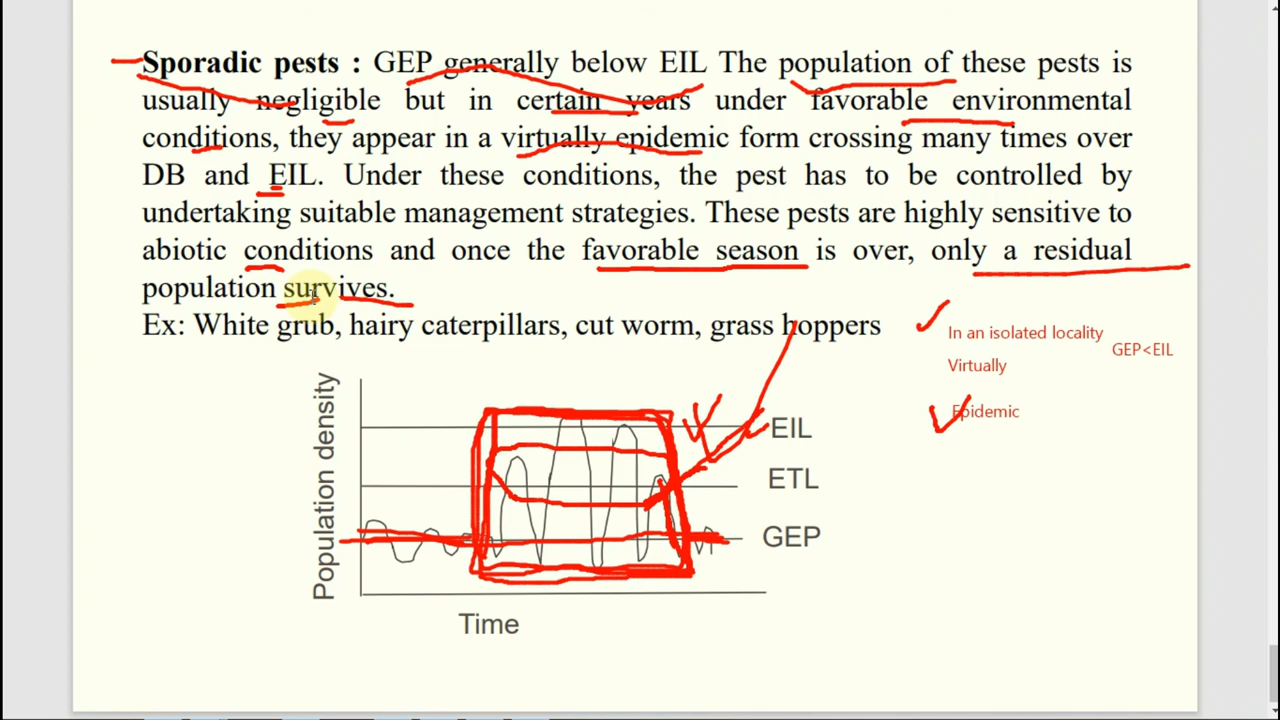 Sporadic pests : GEP generally below EIL The population of these pests is
usually negligible but in certain years under favorable environmental
conditions, they appear in a virtually epidemic form crossing many times over
DB and EIL. Under these conditions, the pest has to be controlled by
undertaking suitable management strategies. These pests are highly sensitive to
abiotic conditions and once the favorable season is over, only a residual
population survives.
Ex: White grub, hairy caterpillars, cut worm, grass hoppers
In an isolated locality
GEP<EIL
Virtually
Epidemic
Population density
EIL
ETL
GEP
Time